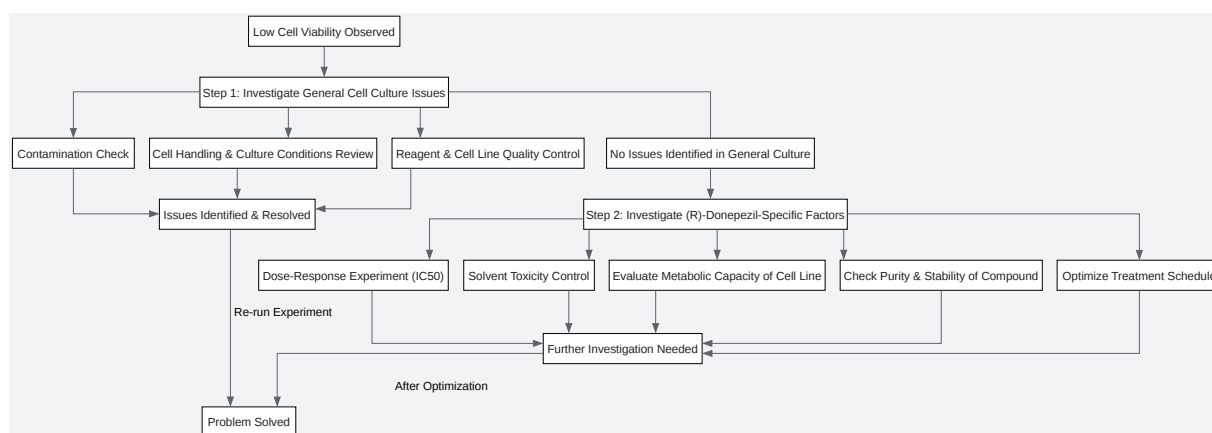 Low Cell Viability Observed
Step 1: Investigate General Cell Culture Issues
Contamination Check
Cell Handling & Culture Conditions Review
Reagent & Cell Line Quality Control
No Issues Identified in General Culture
Issues Identified & Resolved
Step 2: Investigate (R)-Donepezil-Specific Factors
Dose-Response Experiment (IC50)
Solvent Toxicity Control
Evaluate Metabolic Capacity of Cell Line
Check Purity & Stability of Compound
Optimize Treatment Schedule
Re-run Experiment
Further Investigation Needed
After Optimization
Problem Solved